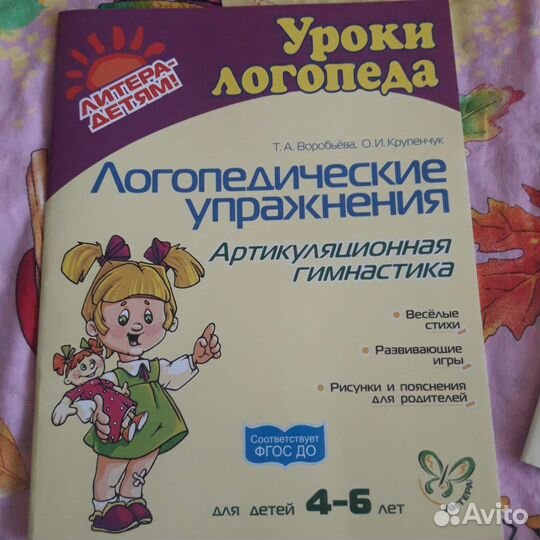 ЛИТЕРА-
ДЕТЯМ!
Уроки
логопеда
Т. А. Воробьёва, О. И. Крупенчук
Логопедические
упражнения
Артикуляционная
гимнастика
• Весёлые
стихи
• Развивающие
игры
• Рисунки и пояснения
для родителей
Соответствует
ФГОС ДО
для детей 4–6 лет
ЛИТЕРА
Avito